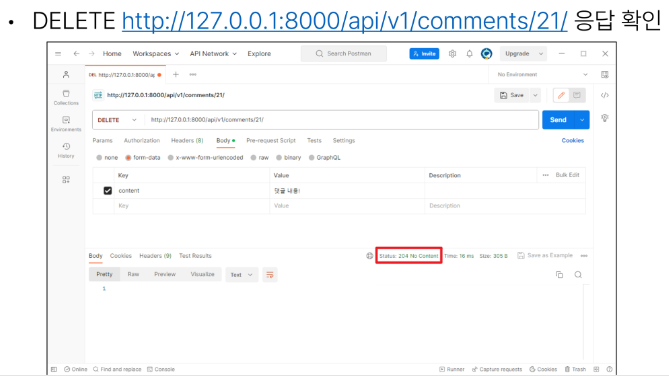 • DELETE http://127.0.0.1:8000/api/v1/comments/21/ 응답 확인
Home Workspaces API Network Explore Search Postman Invite Upgrade
DEL http://127.0.0.1:8000/ap No Environment
http://127.0.0.1:8000/api/v1/comments/21/ Save
Collections
DELETE http://127.0.0.1:8000/api/v1/comments/21/ Send
Environments
Params Authorization Headers (8) Body Pre-request Script Tests Settings Cookies
History
none form-data x-www-form-urlencoded raw binary GraphQL
Key Value Description Bulk Edit
content 댓글 내용!
Key Value Description
Body Cookies Headers (9) Test Results Status: 204 No Content Time: 16 ms Size: 305 B Save as Example
Pretty Raw Preview Visualize Text
1
Online Find and replace Console Runner Capture requests Cookies Trash